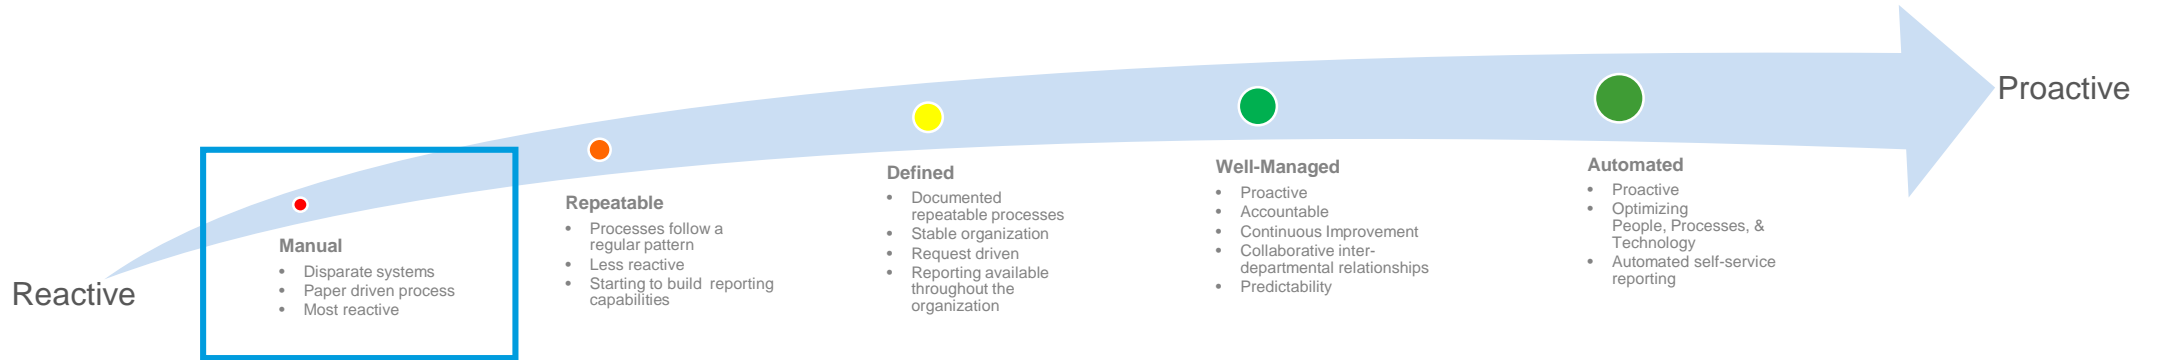 Reactive
Manual
• Disparate systems
• Paper driven process
• Most reactive
Repeatable
• Processes follow a
regular pattern
• Less reactive
• Starting to build  reporting
capabilities
Defined
• Documented
repeatable processes
• Stable organization
• Request driven
• Reporting available
throughout the
organization
Well-Managed
• Proactive
• Accountable
• Continuous Improvement
• Collaborative inter-
departmental relationships
• Predictability
Automated
• Proactive
• Optimizing
People, Processes, &
Technology
• Automated self-service
reporting
Proactive